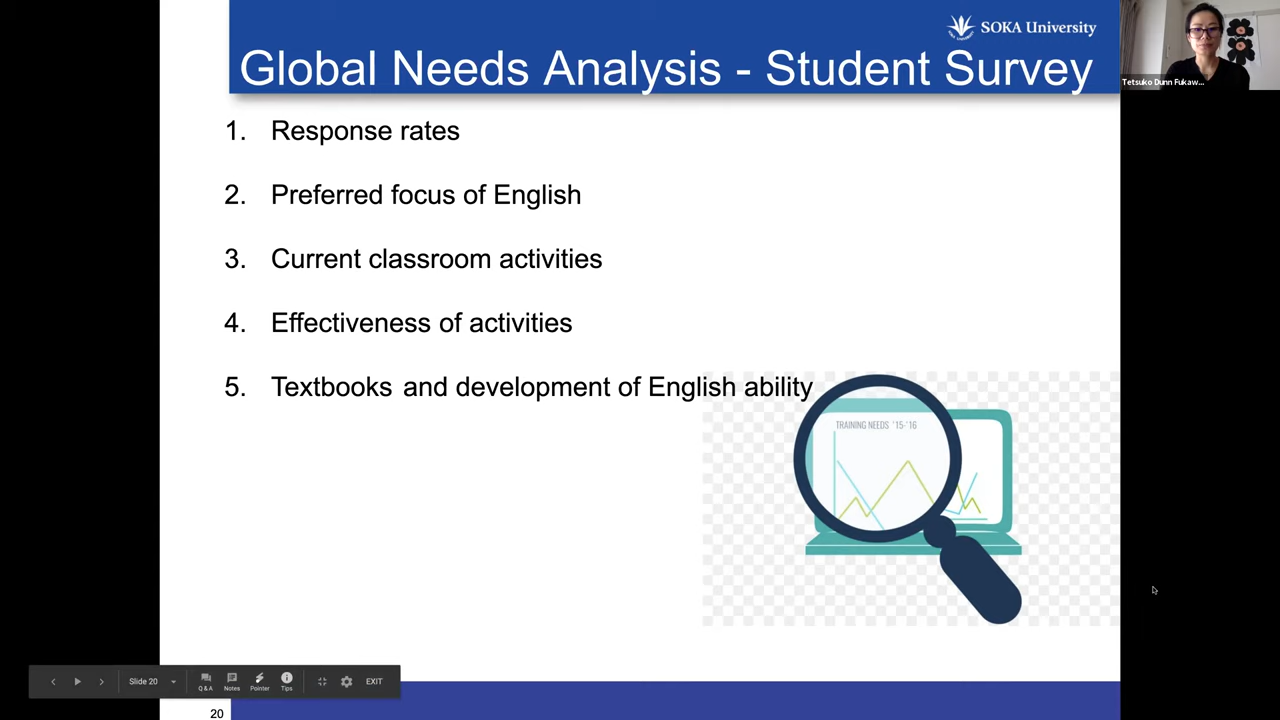 SOKA University
Global Needs Analysis - Student Survey
Tetsuko Dunn Fukaw...
1. Response rates
2. Preferred focus of English
3. Current classroom activities
4. Effectiveness of activities
5. Textbooks and development of English ability
TRAINING NEEDS '15-'16
Slide 20
Q & A
Notes
Pointer
Tips
EXIT
20